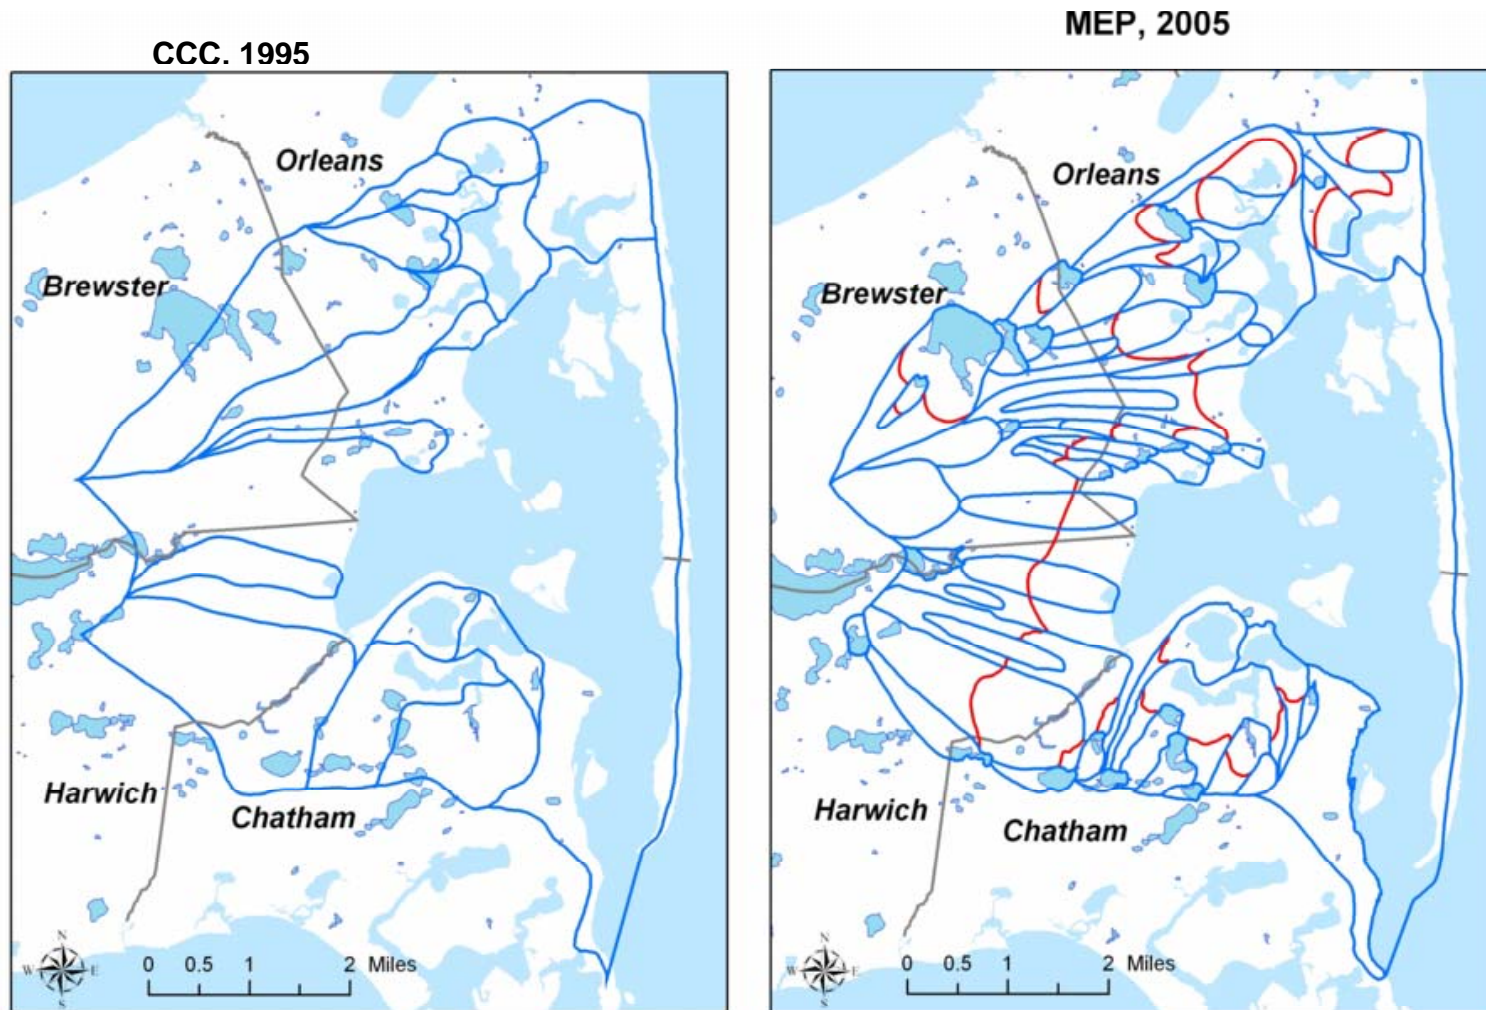 CCC. 1995
MEP, 2005
Orleans
Brewster
Harwich
Chatham
N
W E
S
0 0.5 1 2 Miles
Orleans
Brewster
Harwich
Chatham
N
W E
S
0 0.5 1 2 Miles